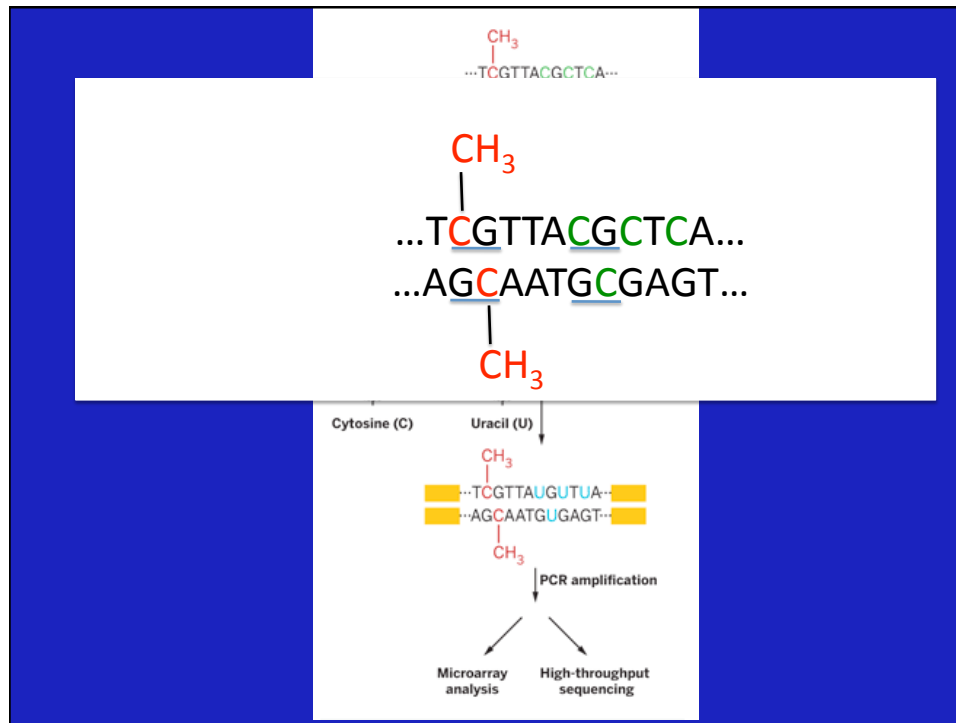 CH3
...TCGTTACGCTCA...
CH3
...TCGTTACGCTCA...
...AGCAATGCGAGT...
CH3
Cytosine (C) Uracil (U)
CH3
...TCGTTAUGUTUA...
...AGCAATGUGAGT...
CH3
PCR amplification
Microarray
analysis
High-throughput
sequencing